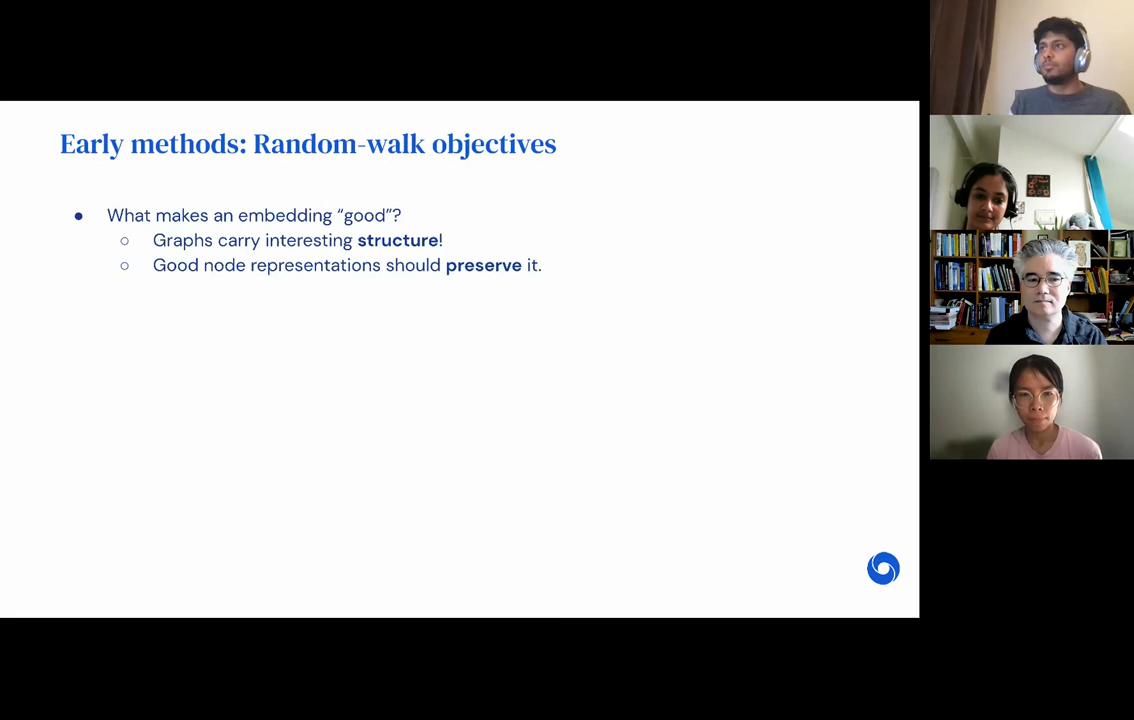 Early methods: Random-walk objectives
● What makes an embedding “good”?
○ Graphs carry interesting structure!
○ Good node representations should preserve it.